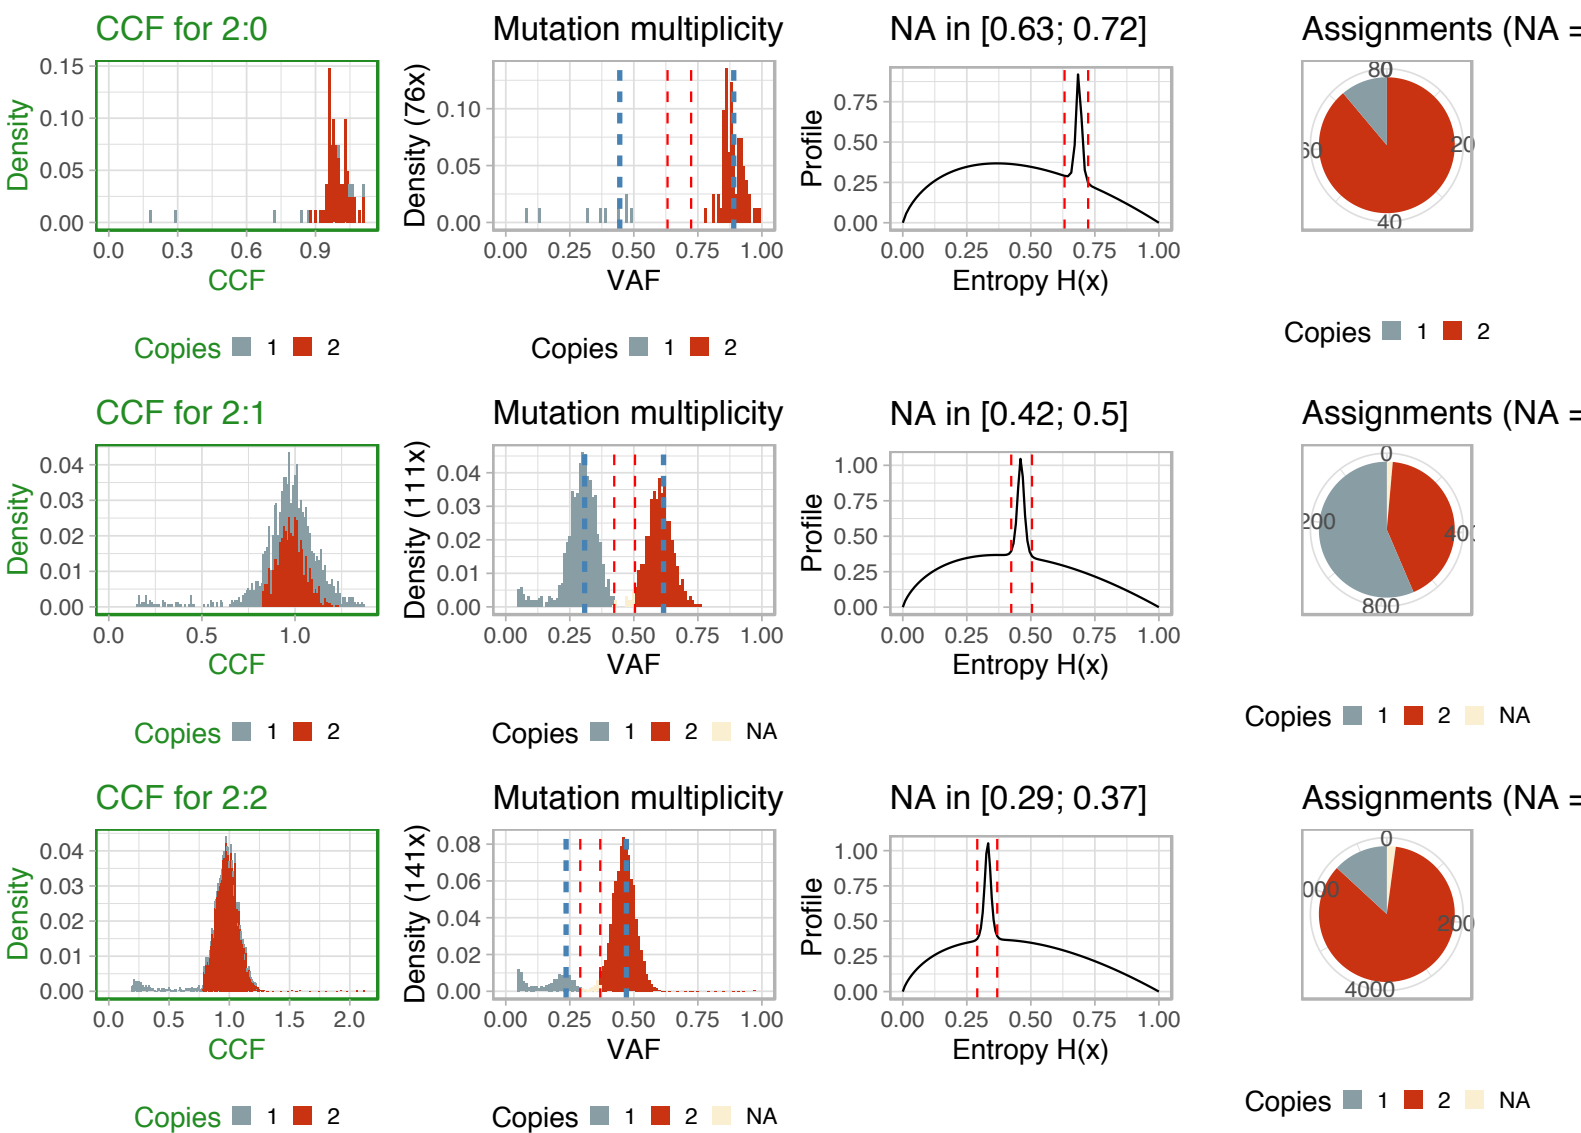 CCF for 2:0
Mutation multiplicity
NA in [0.63; 0.72]
Assignments (NA =
Density
0.15
0.10
0.05
0.00
0.0 0.3 0.6 0.9
CCF
Copies 1 2
Density (76x)
0.10
0.05
0.00
0.00 0.25 0.50 0.75 1.00
VAF
Copies 1 2
Profile
0.75
0.50
0.25
0.00
0.00 0.25 0.50 0.75 1.00
Entropy H(x)
80
60
20
40
Copies 1 2
CCF for 2:1
Mutation multiplicity
NA in [0.42; 0.5]
Assignments (NA =
Density
0.04
0.03
0.02
0.01
0.00
0.0 0.5 1.0
CCF
Copies 1 2
Density (111x)
0.04
0.03
0.02
0.01
0.00
0.00 0.25 0.50 0.75 1.00
VAF
Copies 1 2 NA
Profile
1.00
0.75
0.50
0.25
0.00
0.00 0.25 0.50 0.75 1.00
Entropy H(x)
0
200
400
800
Copies 1 2 NA
CCF for 2:2
Mutation multiplicity
NA in [0.29; 0.37]
Assignments (NA =
Density
0.04
0.03
0.02
0.01
0.00
0.0 0.5 1.0 1.5 2.0
CCF
Copies 1 2
Density (141x)
0.08
0.06
0.04
0.02
0.00
0.00 0.25 0.50 0.75 1.00
VAF
Copies 1 2 NA
Profile
1.00
0.75
0.50
0.25
0.00
0.00 0.25 0.50 0.75 1.00
Entropy H(x)
0
000
200
4000
Copies 1 2 NA